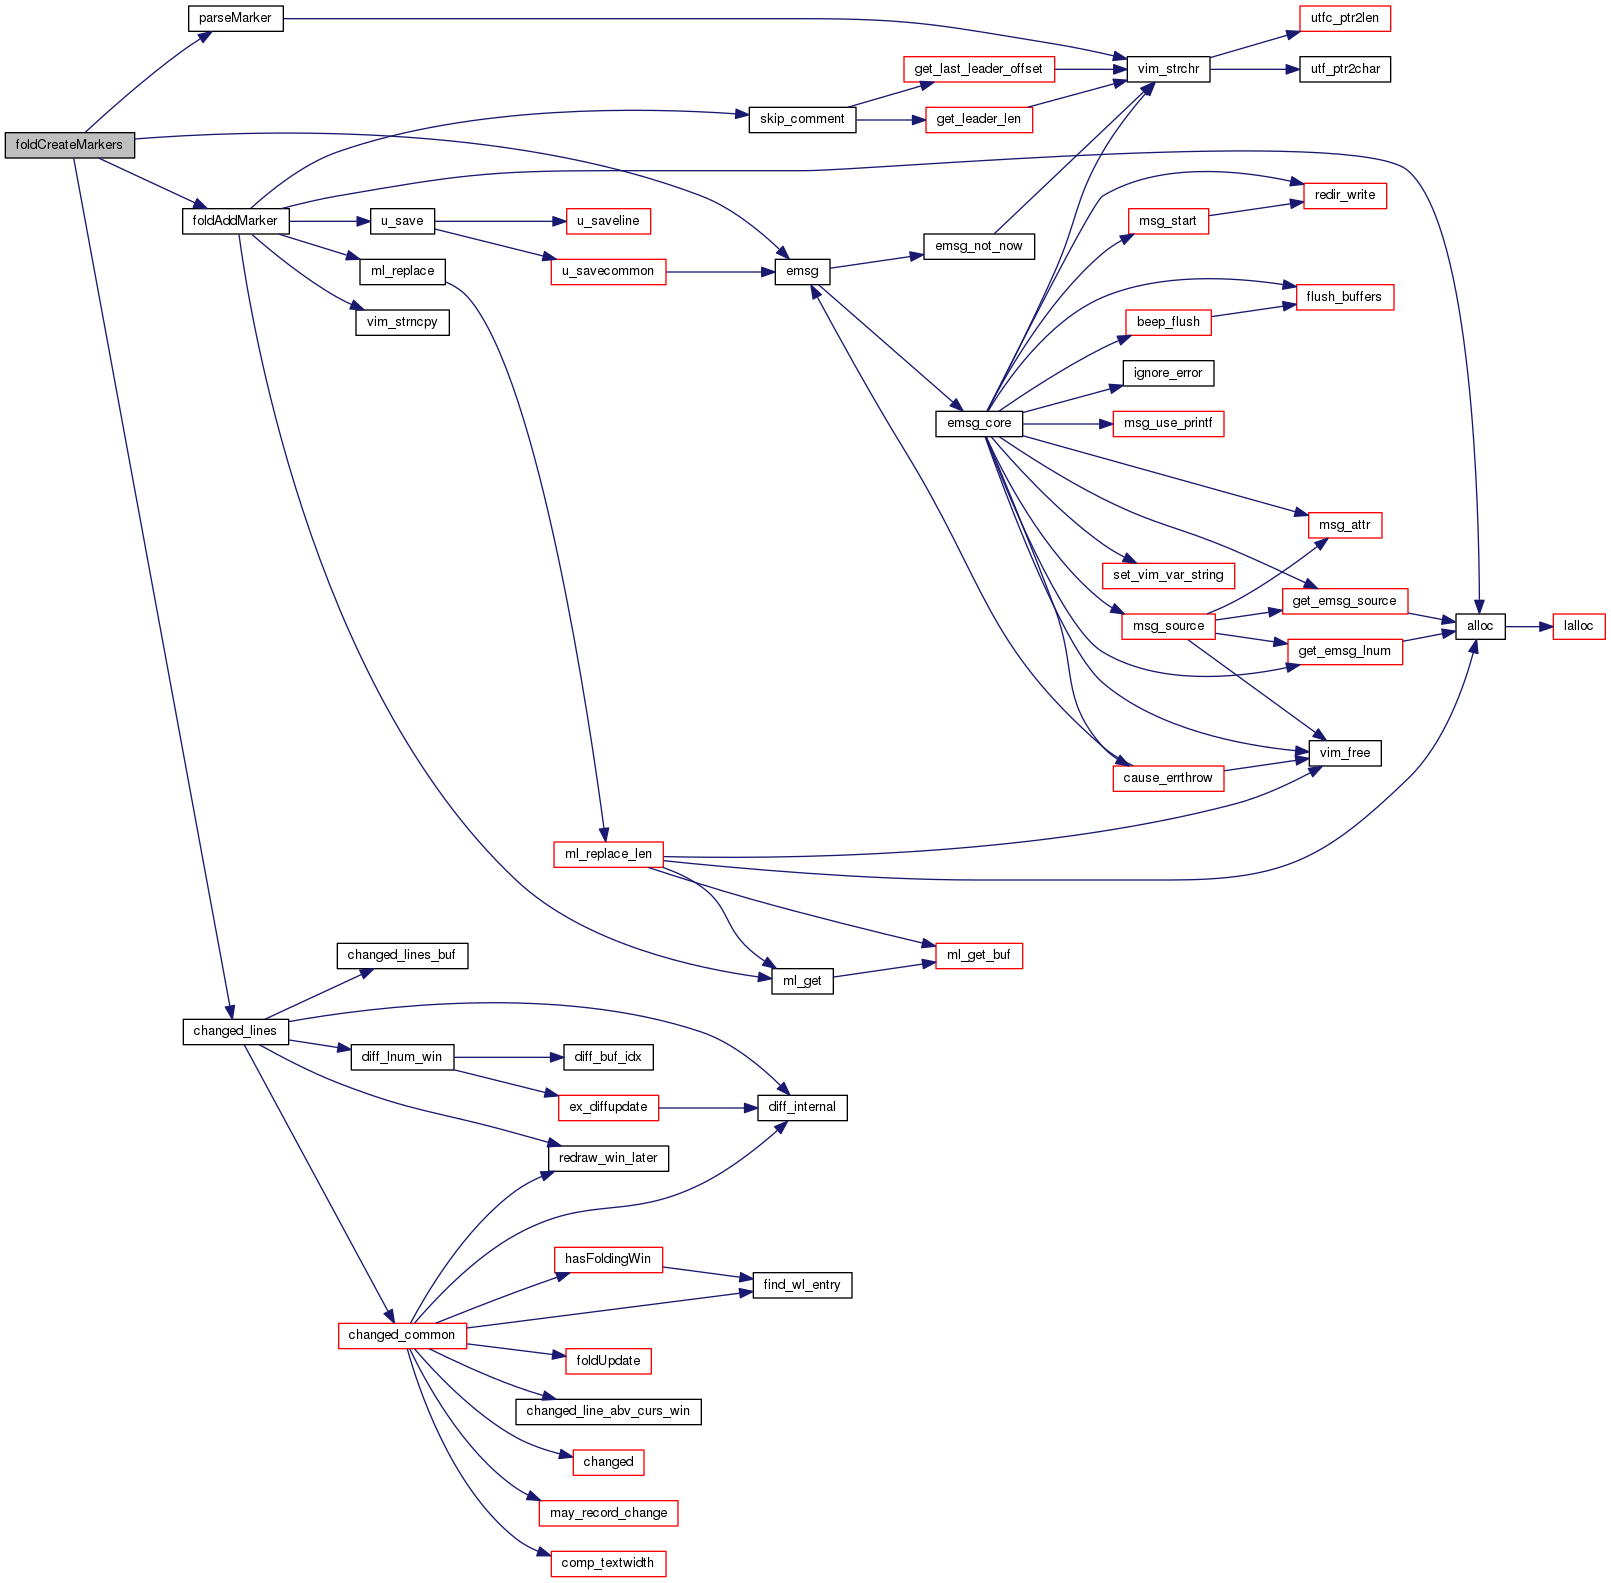 parseMarker
utfc_ptr2len
get_last_leader_offset
vim_strchr
utf_ptr2char
skip_comment
get_leader_len
foldCreateMarkers
redir_write
foldAddMarker
u_save
u_saveline
msg_start
emsg_not_now
ml_replace
u_savecommon
emsg
flush_buffers
vim_strncpy
beep_flush
ignore_error
emsg_core
msg_use_printf
msg_attr
set_vim_var_string
get_emsg_source
msg_source
alloc
lalloc
get_emsg_lnum
vim_free
cause_errthrow
ml_replace_len
changed_lines_buf
ml_get_buf
ml_get
changed_lines
diff_lnum_win
diff_buf_idx
ex_diffupdate
diff_internal
redraw_win_later
hasFoldingWin
find_wl_entry
changed_common
foldUpdate
changed_line_abv_curs_win
changed
may_record_change
comp_textwidth